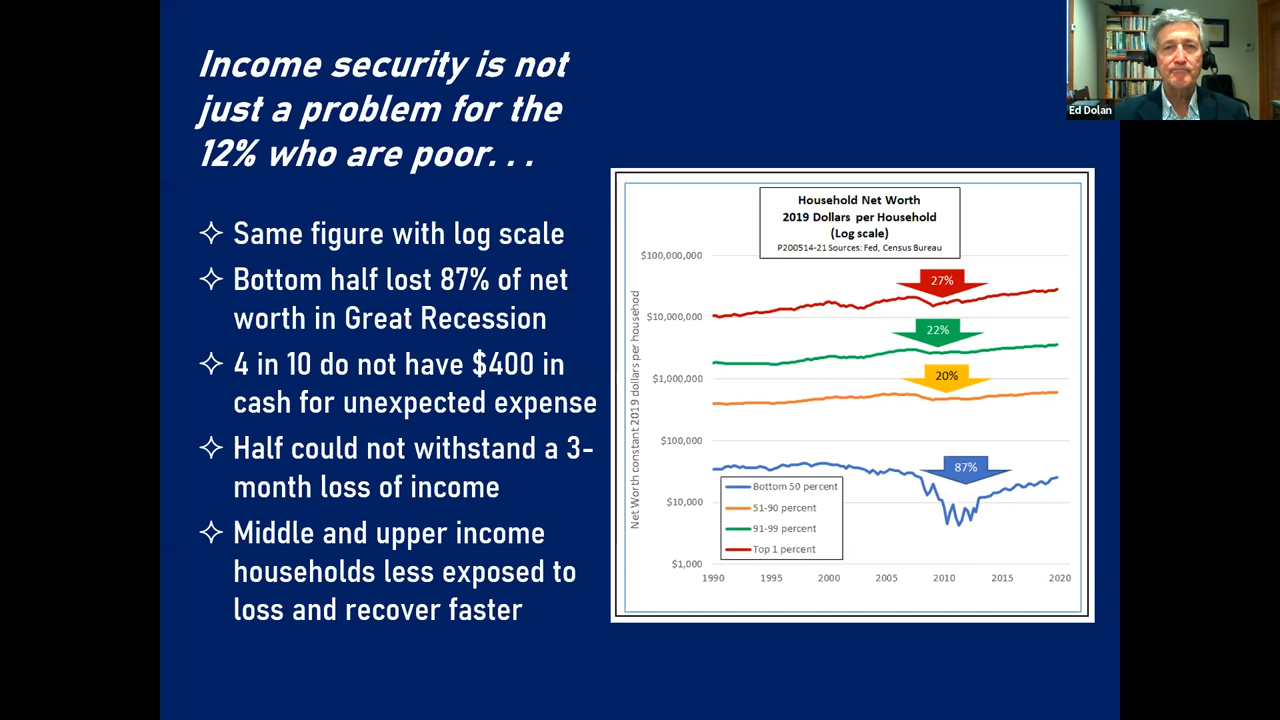 Income security is not
just a problem for the
12% who are poor. . .
Same figure with log scale
Bottom half lost 87% of net
worth in Great Recession
4 in 10 do not have $400 in
cash for unexpected expense
Half could not withstand a 3-
month loss of income
Middle and upper income
households less exposed to
loss and recover faster
Ed Dolan
Household Net Worth
2019 Dollars per Household
(Log scale)
P200514-21 Sources: Fed, Census Bureau
Net Worth constant 2019 dollars per househod
$100,000,000
$10,000,000
$1,000,000
$100,000
$10,000
$1,000
27%
22%
20%
87%
Bottom 50 percent
51-90 percent
91-99 percent
Top 1 percent
1990 1995 2000 2005 2010 2015 2020